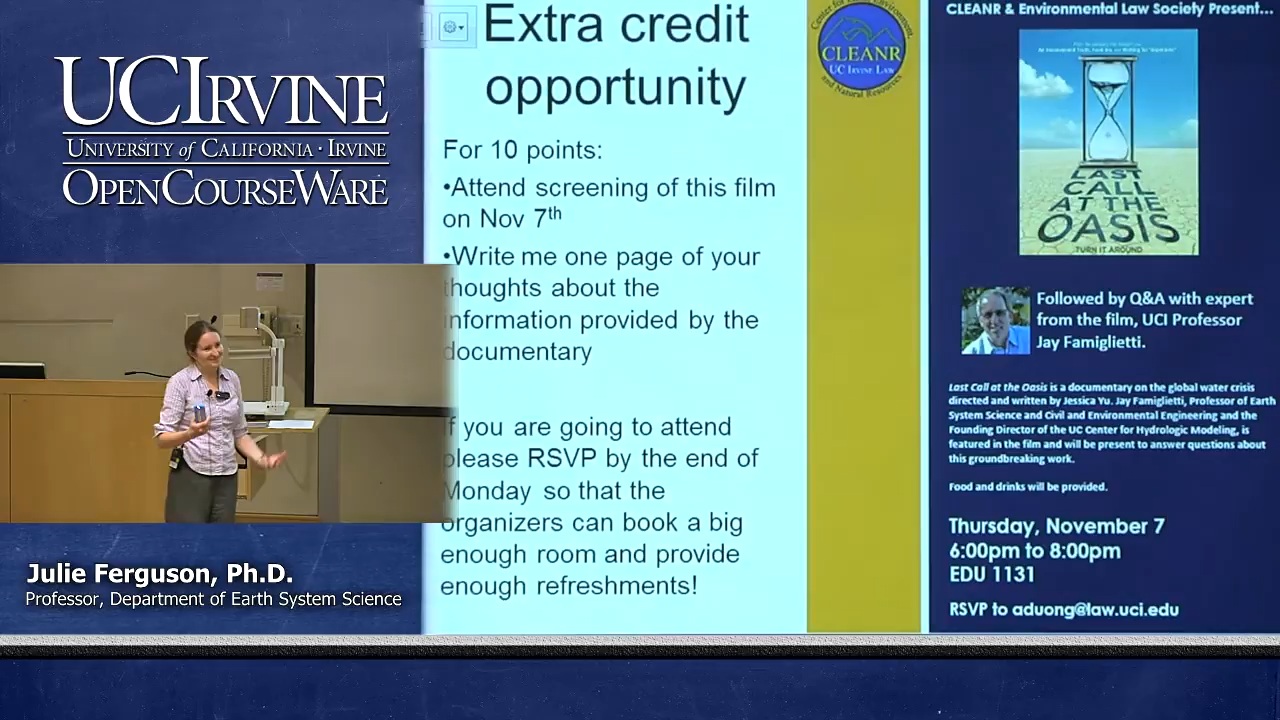 UCIRVINE
UNIVERSITY of CALIFORNIA · IRVINE
OPENCOURSEWARE
Julie Ferguson, Ph.D.
Professor, Department of Earth System Science
Extra credit
opportunity
For 10 points:
•Attend screening of this film
on Nov 7th
•Write me one page of your
thoughts about the
information provided by the
documentary
If you are going to attend
please RSVP by the end of
Monday so that the
organizers can book a big
enough room and provide
enough refreshments!
CLEANR
UC IRVINE LAW
and Natural Resources
CLEANR & Environmental Law Society Present...
LAST
CALL
AT THE
OASIS
TURN IT AROUND
Followed by Q&A with expert
from the film, UCI Professor
Jay Famiglietti.
Last Call at the Oasis is a documentary on the global water crisis
directed and written by Jessica Yu. Jay Famiglietti, Professor of Earth
System Science and Civil and Environmental Engineering and the
Founding Director of the UC Center for Hydrologic Modeling, is
featured in the film and will be present to answer questions about
this groundbreaking work.
Food and drinks will be provided.
Thursday, November 7
6:00pm to 8:00pm
EDU 1131
RSVP to aduong@law.uci.edu